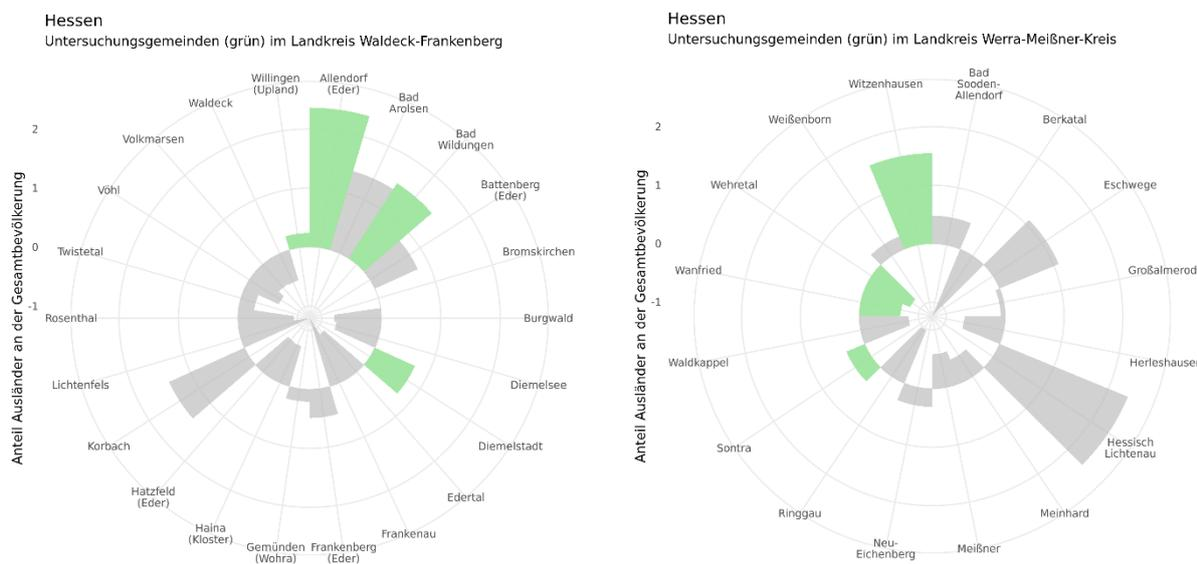 Hessen
Untersuchungsgemeinden (grün) im Landkreis Waldeck-Frankenberg
Anteil Ausländer an der Gesamtbevölkerung
2
1
0
-1
Willingen
(Upland)
Allendorf
(Eder)
Bad
Arolsen
Bad
Wildungen
Battenberg
(Eder)
Bromskirchen
Burgwald
Diemelsee
Diemelstadt
Edertal
Frankenau
Frankenberg
(Eder)
Gemünden
(Wohra)
Haina
(Kloster)
Hatzfeld
(Eder)
Korbach
Lichtenfels
Rosenthal
Twistetal
Vöhl
Volkmarsen
Waldeck
Hessen
Untersuchungsgemeinden (grün) im Landkreis Werra-Meißner-Kreis
Anteil Ausländer an der Gesamtbevölkerung
2
1
0
-1
Witzenhausen
Bad
Sooden-
Allendorf
Berkatal
Eschwege
Großalmerod
Herleshauser
Hessisch
Lichtenau
Meinhard
Meißner
Neu-
Eichenberg
Ringgau
Sontra
Waldkappel
Wanfried
Wehretal
Weißenborn